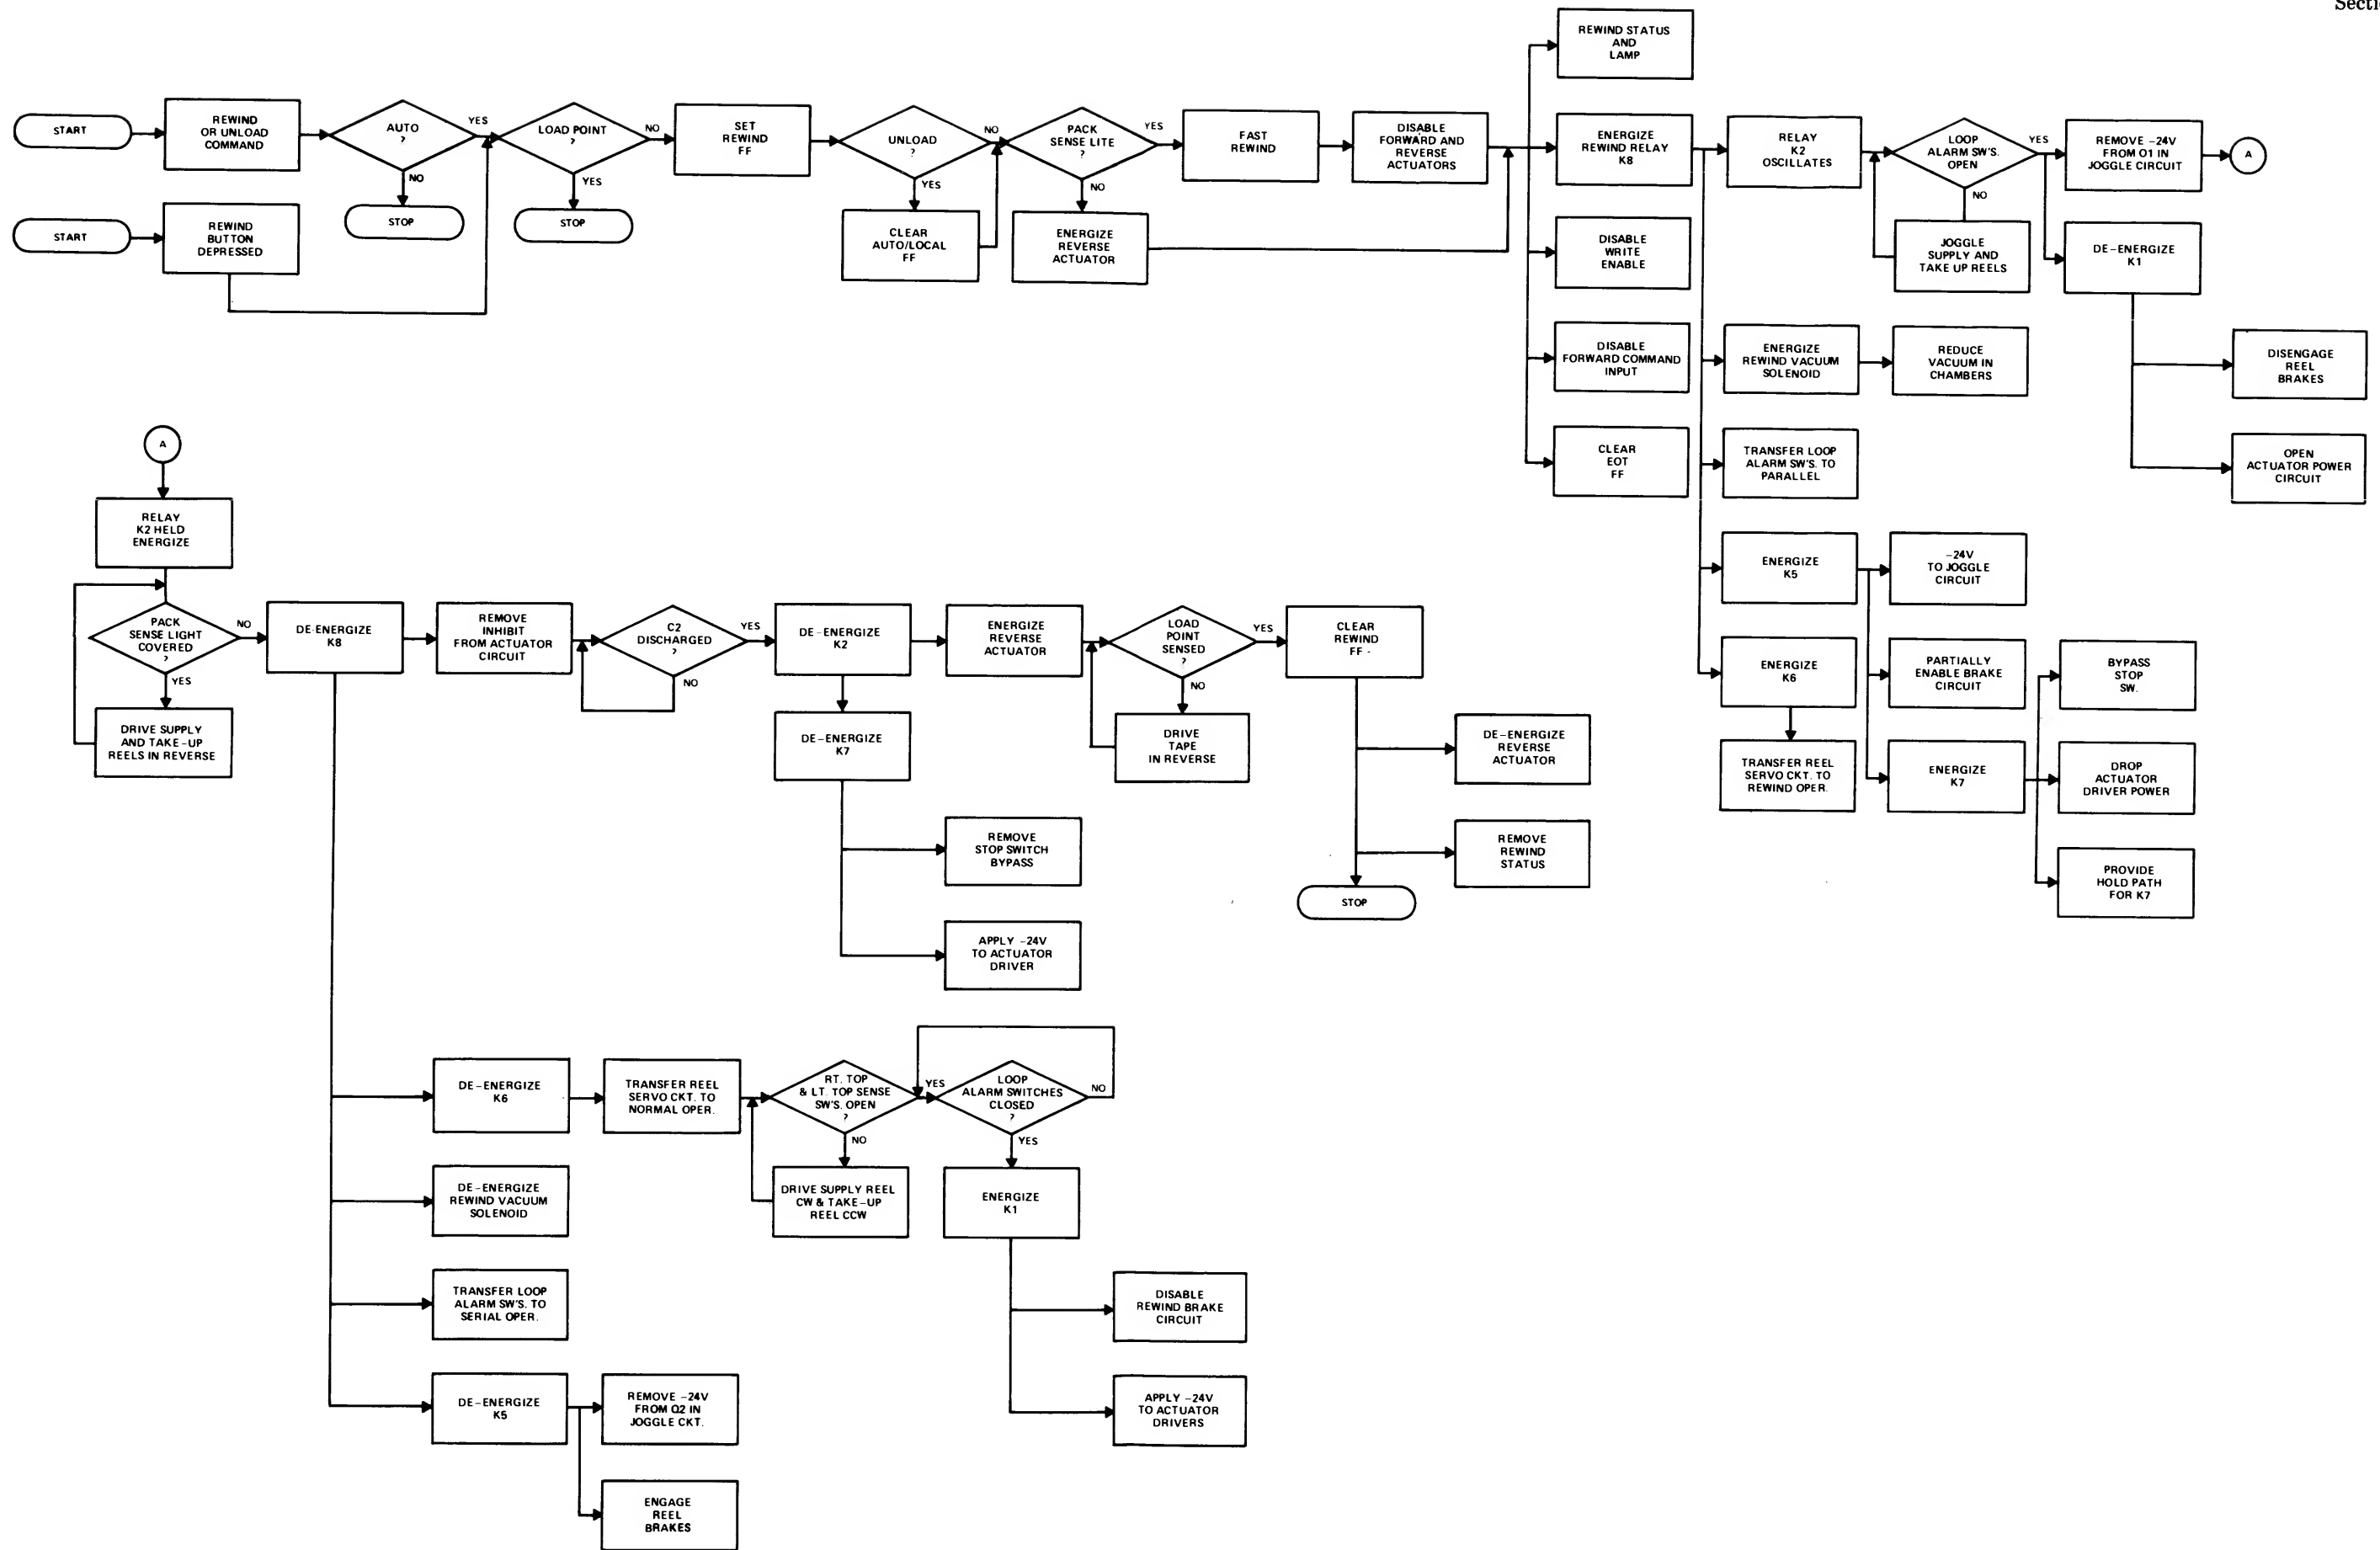 Secti
START
REWIND
OR UNLOAD
COMMAND
AUTO
?
YES
NO
STOP
LOAD POINT
?
NO
YES
STOP
SET
REWIND
FF
UNLOAD
?
NO
YES
CLEAR
AUTO/LOCAL
FF
PACK
SENSE LITE
?
YES
NO
ENERGIZE
REVERSE
ACTUATOR
FAST
REWIND
DISABLE
FORWARD AND
REVERSE
ACTUATORS
START
REWIND
BUTTON
DEPRESSED
REWIND STATUS
AND
LAMP
ENERGIZE
REWIND RELAY
K8
DISABLE
WRITE
ENABLE
DISABLE
FORWARD COMMAND
INPUT
CLEAR
EOT
FF
RELAY
K2
OSCILLATES
LOOP
ALARM SW'S.
OPEN
YES
NO
JOGGLE
SUPPLY AND
TAKE UP REELS
REMOVE -24V
FROM O1 IN
JOGGLE CIRCUIT
A
DE-ENERGIZE
K1
DISENGAGE
REEL
BRAKES
OPEN
ACTUATOR POWER
CIRCUIT
ENERGIZE
REWIND VACUUM
SOLENOID
REDUCE
VACUUM IN
CHAMBERS
TRANSFER LOOP
ALARM SW'S. TO
PARALLEL
ENERGIZE
K5
-24V
TO JOGGLE
CIRCUIT
PARTIALLY
ENABLE BRAKE
CIRCUIT
ENERGIZE
K7
BYPASS
STOP
SW.
DROP
ACTUATOR
DRIVER POWER
PROVIDE
HOLD PATH
FOR K7
ENERGIZE
K6
TRANSFER REEL
SERVO CKT. TO
REWIND OPER.
A
RELAY
K2 HELD
ENERGIZE
PACK
SENSE LIGHT
COVERED
?
NO
YES
DRIVE SUPPLY
AND TAKE-UP
REELS IN REVERSE
DE-ENERGIZE
K8
REMOVE
INHIBIT
FROM ACTUATOR
CIRCUIT
C2
DISCHARGED
?
YES
NO
DE-ENERGIZE
K2
DE-ENERGIZE
K7
REMOVE
STOP SWITCH
BYPASS
APPLY -24V
TO ACTUATOR
DRIVER
ENERGIZE
REVERSE
ACTUATOR
LOAD
POINT
SENSED
?
YES
NO
DRIVE
TAPE
IN REVERSE
CLEAR
REWIND
FF -
DE-ENERGIZE
REVERSE
ACTUATOR
REMOVE
REWIND
STATUS
STOP
DE-ENERGIZE
K6
TRANSFER REEL
SERVO CKT. TO
NORMAL OPER.
RT. TOP
& LT. TOP SENSE
SW'S. OPEN
?
YES
NO
DRIVE SUPPLY REEL
CW & TAKE-UP
REEL CCW
LOOP
ALARM SWITCHES
CLOSED
?
NO
YES
ENERGIZE
K1
DISABLE
REWIND BRAKE
CIRCUIT
APPLY -24V
TO ACTUATOR
DRIVERS
DE-ENERGIZE
REWIND VACUUM
SOLENOID
TRANSFER LOOP
ALARM SW'S. TO
SERIAL OPER.
DE-ENERGIZE
K5
REMOVE -24V
FROM Q2 IN
JOGGLE CKT.
ENGAGE
REEL
BRAKES